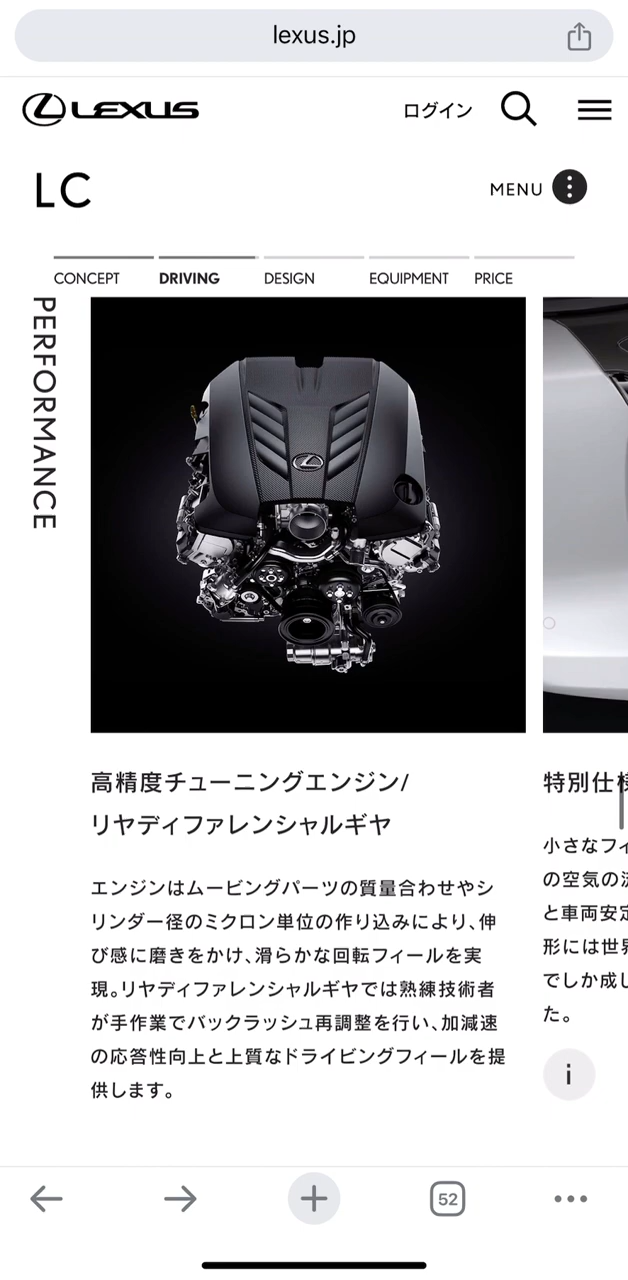 lexus.jp
LEXUS
ログイン
LC
MENU
CONCEPT
DRIVING
DESIGN
EQUIPMENT
PRICE
PERFORMANCE
高精度チューニングエンジン/
リヤディファレンシャルギヤ
エンジンはムービングパーツの質量合わせやシ
リンダー径のミクロン単位の作り込みにより、伸
び感に磨きをかけ、滑らかな回転フィールを実
現。リヤディファレンシャルギヤでは熟練技術者
が手作業でバックラッシュ再調整を行い、加減速
の応答性向上と上質なドライビングフィールを提
供します。
特別仕様
小さなフィ
の空気の流
と車両安定
形には世界
でしか成し
た。
i
52